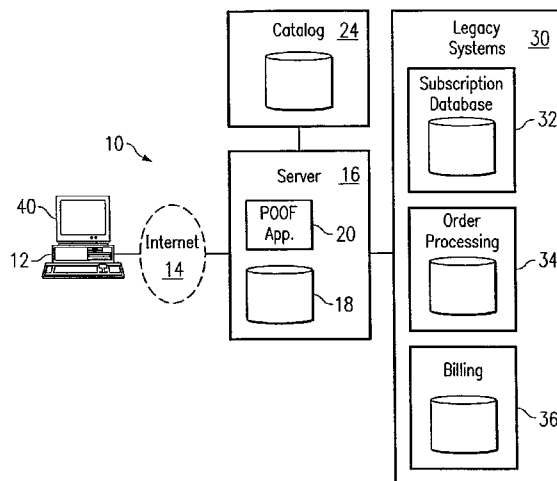 Catalog 24
Legacy Systems 30
Subscription Database
32
10
Server 16
40
POOF App.
20
12
Internet 14
18
Order Processing
34
Billing
36